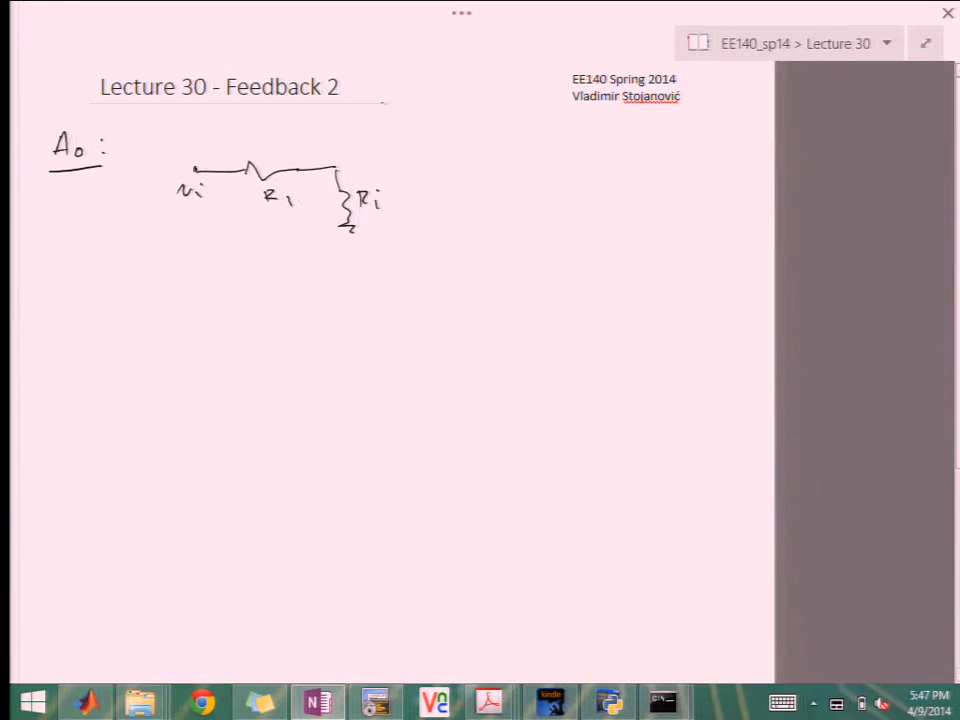 EE140_sp14 > Lecture 30
Lecture 30 - Feedback 2
EE140 Spring 2014
Vladimir Stojanović
A₀ :
vᵢ
R₁
Rᵢ
kindle
5:47 PM
4/9/2014